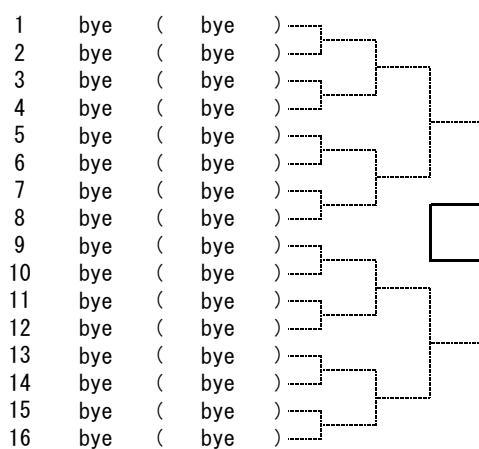 1 bye ( bye )
2 bye ( bye )
3 bye ( bye )
4 bye ( bye )
5 bye ( bye )
6 bye ( bye )
7 bye ( bye )
8 bye ( bye )
9 bye ( bye )
10 bye ( bye )
11 bye ( bye )
12 bye ( bye )
13 bye ( bye )
14 bye ( bye )
15 bye ( bye )
16 bye ( bye )